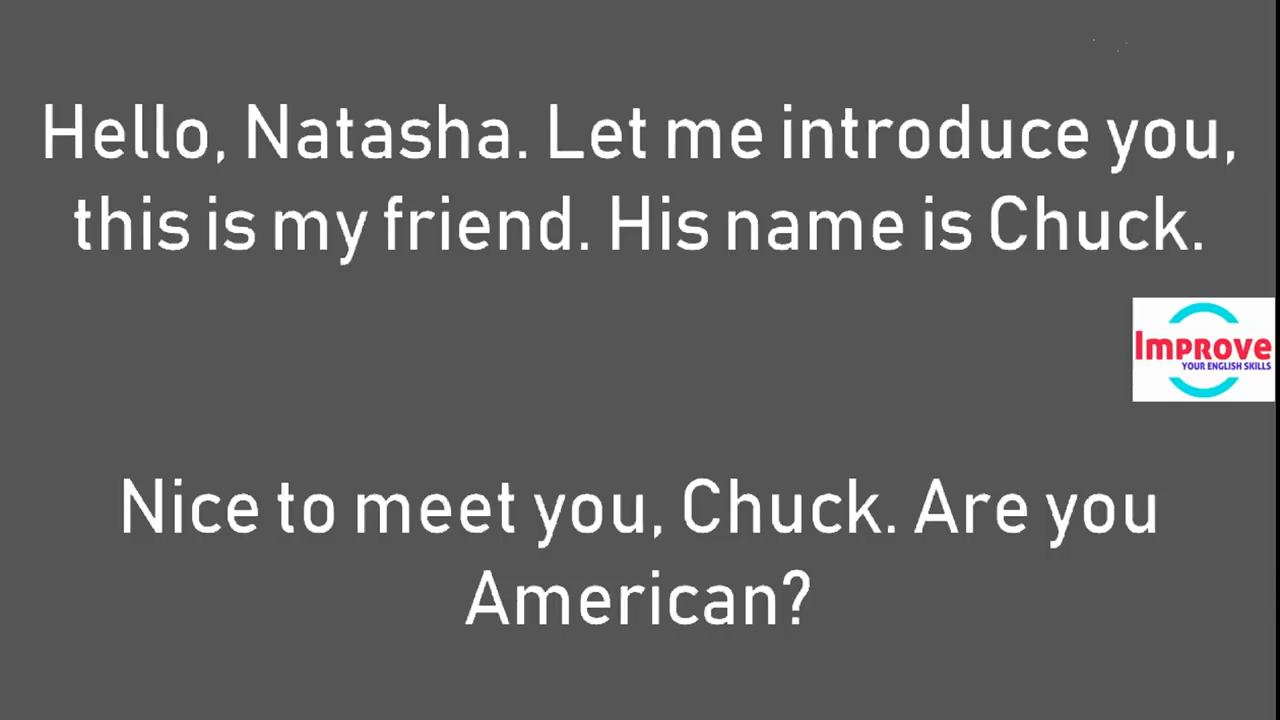 Hello, Natasha. Let me introduce you,
this is my friend. His name is Chuck.
Improve
YOUR ENGLISH SKILLS
Nice to meet you, Chuck. Are you
American?